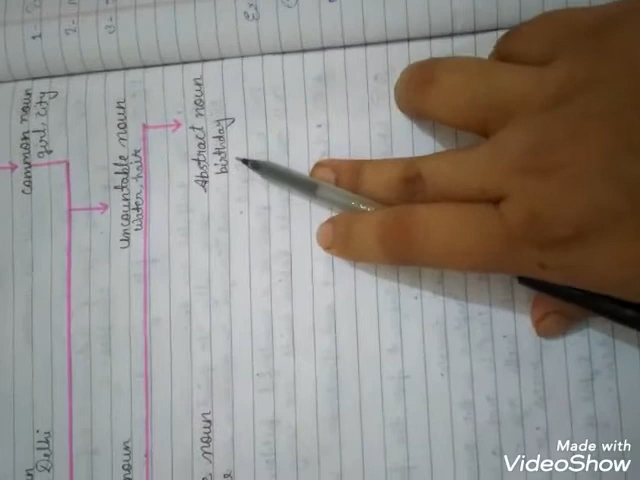 common noun
girl, city
uncountable noun
water, hair
Abstract noun
birthday
Delhi
noun
noun
Made with
VideoShow